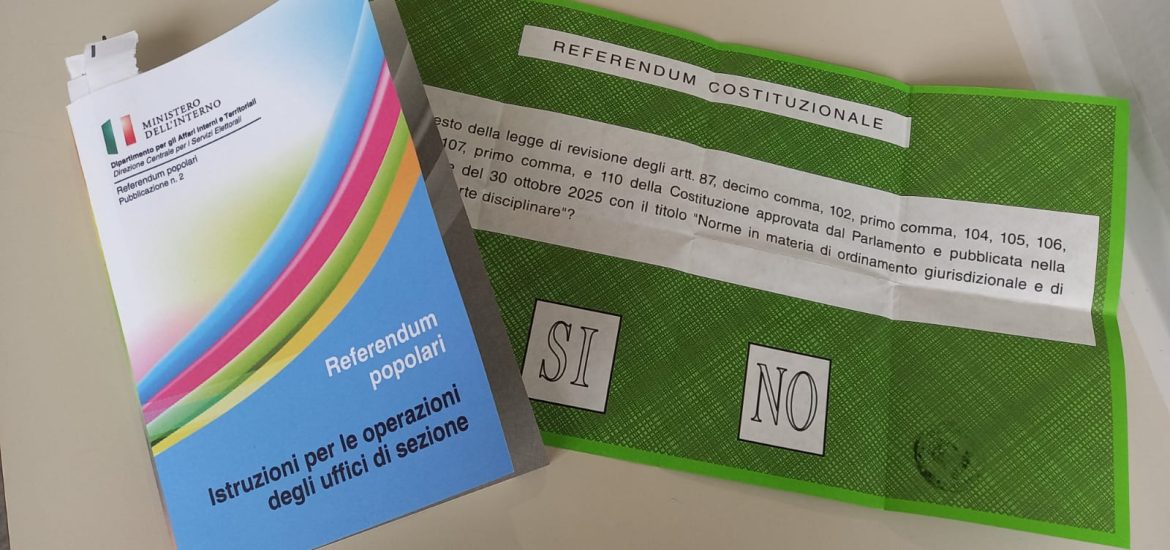 MINISTERO
DELL'INTERNO
Dipartimento per gli Affari Interni e Territoriali
Direzione Centrale per i Servizi Elettorali
Referendum popolari
Pubblicazione n. 2
Referendum
popolari
Istruzioni per le operazioni
degli uffici di sezione
REFERENDUM COSTITUZIONALE
esto della legge di revisione degli artt. 87, decimo comma, 102, primo comma, 104, 105, 106,
107, primo comma, e 110 della Costituzione approvata dal Parlamento e pubblicata nella
del 30 ottobre 2025 con il titolo "Norme in materia di ordinamento giurisdizionale e di
rte disciplinare"?
SI
NO